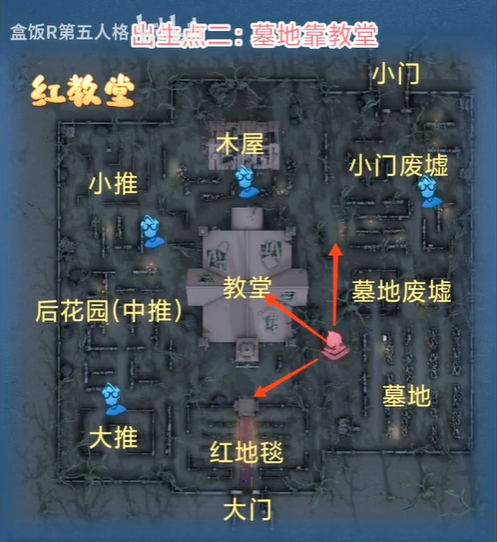 盒饭R第五人格
出生点二：墓地靠教堂
小门
红教堂
木屋
小门废墟
小推
教堂
墓地废墟
后花园(中推)
墓地
大推
红地毯
大门